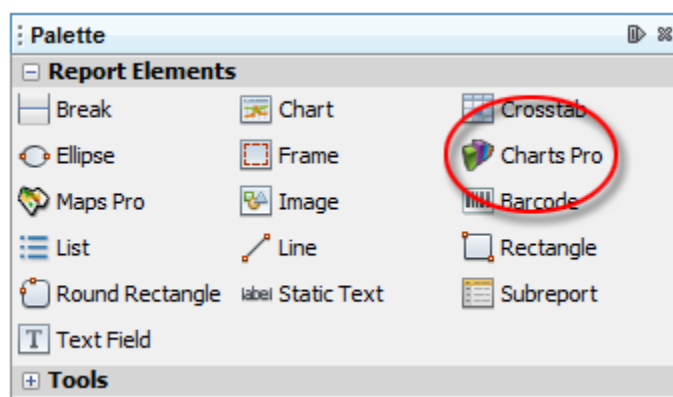 Palette
Report Elements
Break Chart Crosstab
Ellipse Frame Charts Pro
Maps Pro Image Barcode
List Line Rectangle
Round Rectangle label Static Text Subreport
T Text Field
Tools